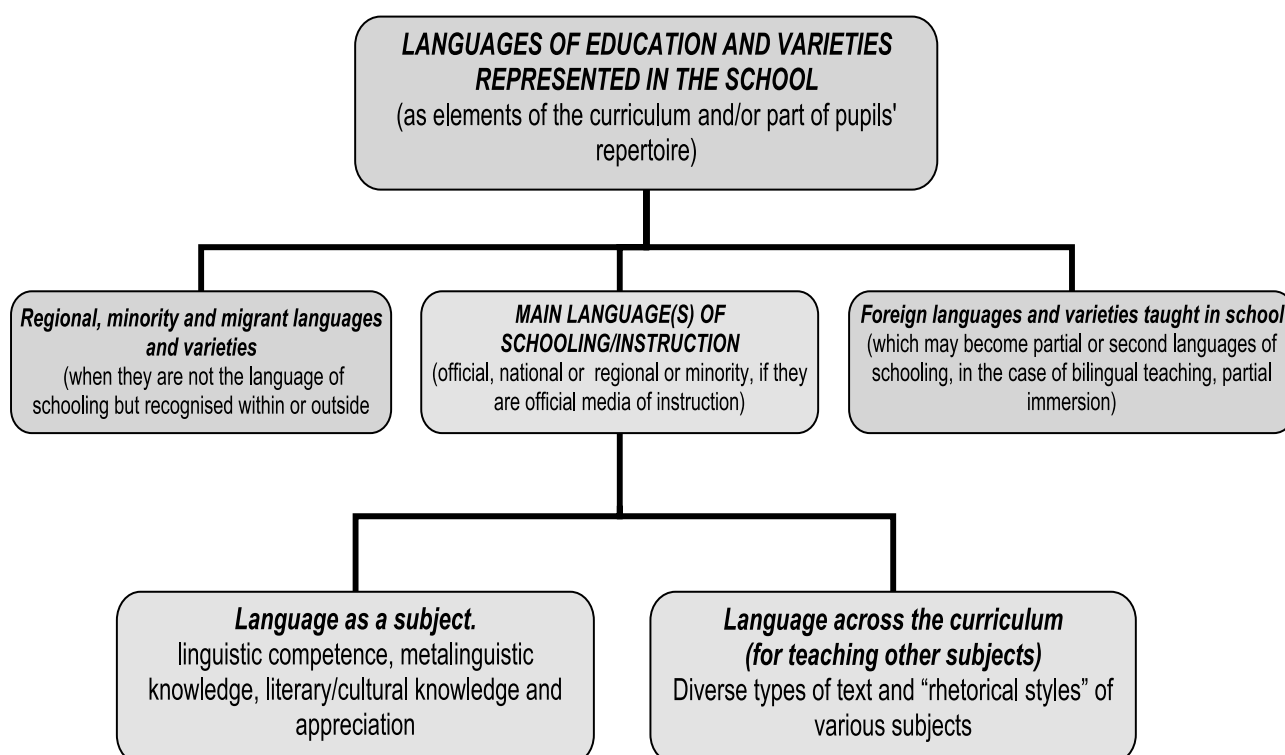 LANGUAGES OF EDUCATION AND VARIETIES
REPRESENTED IN THE SCHOOL
(as elements of the curriculum and/or part of pupils'
repertoire)
Regional, minority and migrant languages
and varieties
(when they are not the language of
schooling but recognised within or outside
MAIN LANGUAGE(S) OF
SCHOOLING/INSTRUCTION
(official, national or regional or minority, if they
are official media of instruction)
Foreign languages and varieties taught in school
(which may become partial or second languages of
schooling, in the case of bilingual teaching, partial
immersion)
Language as a subject.
linguistic competence, metalinguistic
knowledge, literary/cultural knowledge and
appreciation
Language across the curriculum
(for teaching other subjects)
Diverse types of text and “rhetorical styles” of
various subjects